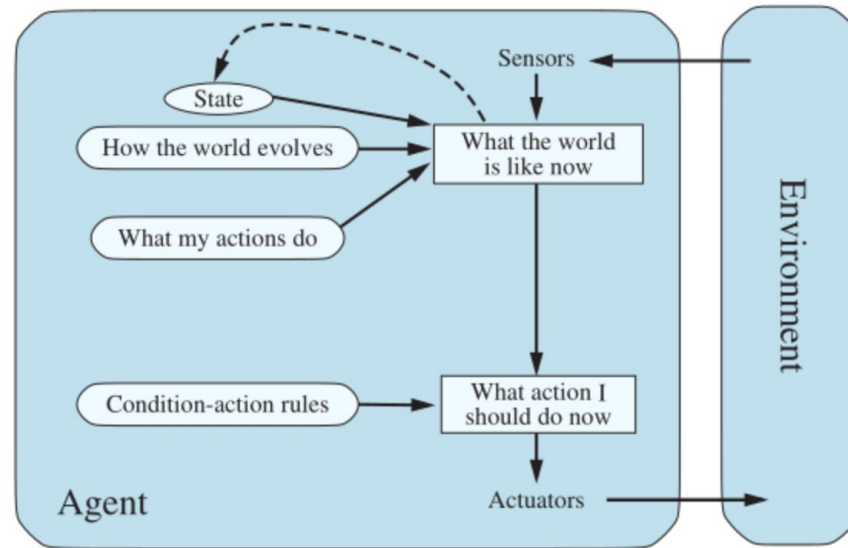 Sensors
State
How the world evolves
What the world
is like now
What my actions do
Condition-action rules
What action I
should do now
Agent
Actuators
Environment